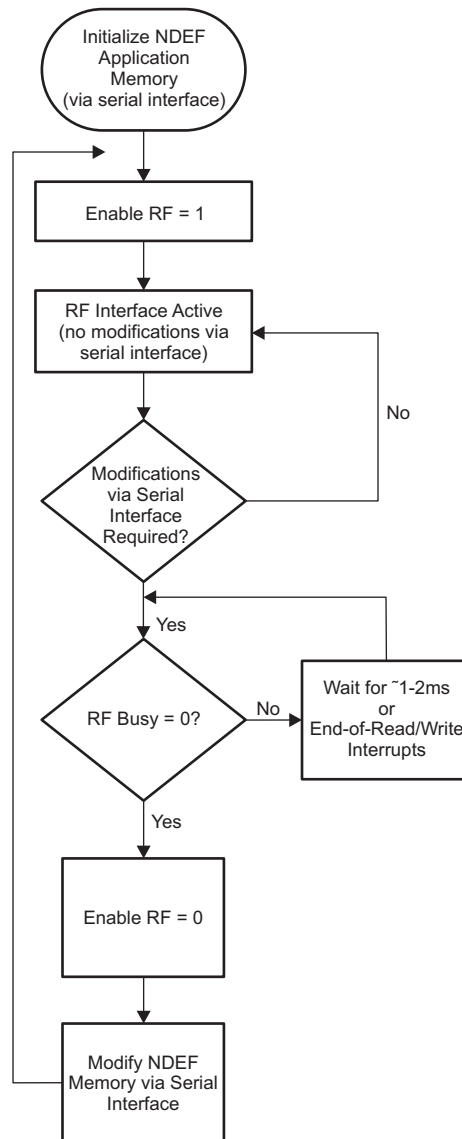 Initialize NDEF
Application
Memory
(via serial interface)
Enable RF = 1
RF Interface Active
(no modifications via
serial interface)
No
Modifications
via Serial
Interface
Required?
Yes
RF Busy = 0?
No
Wait for ~1-2ms
or
End-of-Read/Write
Interrupts
Yes
Enable RF = 0
Modify NDEF
Memory via Serial
Interface